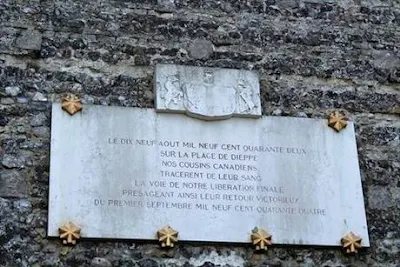 LE DIX NEUF AOUT MIL NEUF CENT QUARANTE DEUX
SUR LA PLAGE DE DIEPPE
NOS COUSINS CANADIENS
TRACERENT DE LEUR SANG
LA VOIE DE NOTRE LIBERATION FINALE
PRESAGEANT AINSI LEUR RETOUR VICTORIEUX
DU PREMIER SEPTEMBRE MIL NEUF CENT QUARANTE QUATRE